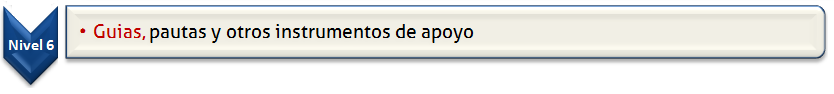 Nivel 6
• Guias, pautas y otros instrumentos de apoyo